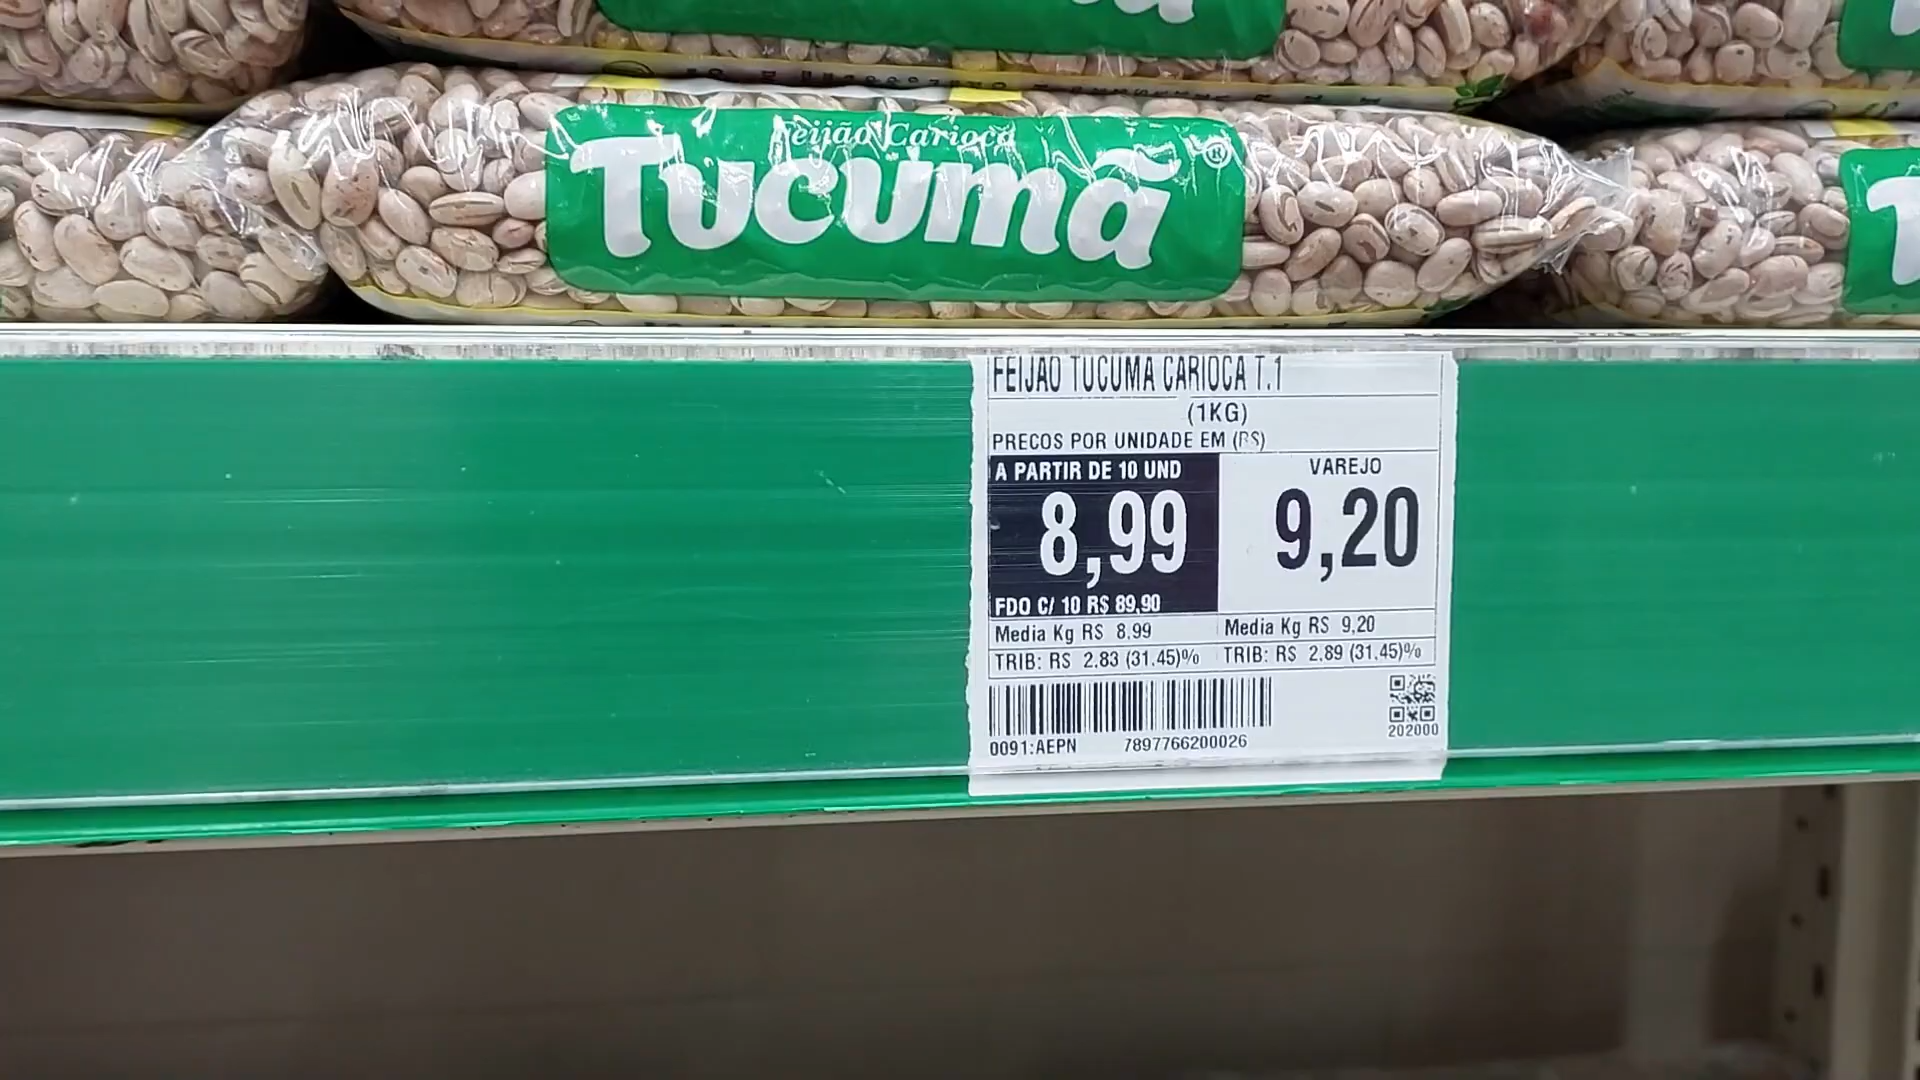 Feijão Carioca
Tucumã®
FEIJAO TUCUMA CARIOCA T.1
(1KG)
PRECOS POR UNIDADE EM (R$)
A PARTIR DE 10 UND
8,99
FDO C/ 10 R$ 89,90
VAREJO
9,20
Media Kg R$ 8.99 Media Kg R$ 9,20
TRIB: R$ 2.83 (31.45)% TRIB: R$ 2,89 (31,45)%
0091:AEPN 7897766200026
202000